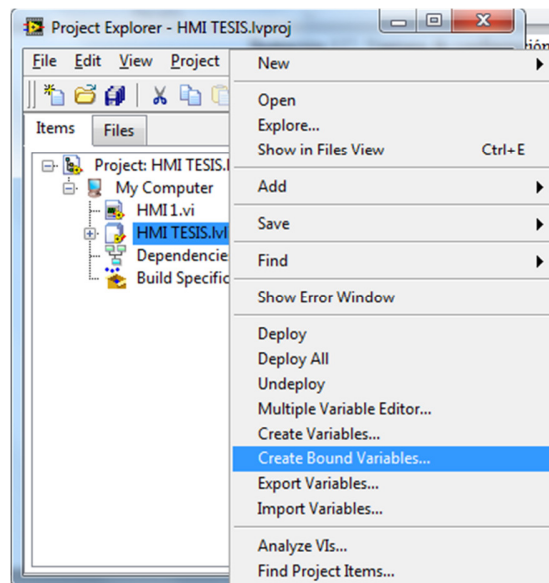 Project Explorer - HMI TESIS.lvproj
File Edit View Project
Items Files
Project: HMI TESIS.l
My Computer
HMI 1.vi
HMI TESIS.lvl
Dependencie
Build Specific
New
Open
Explore...
Show in Files View Ctrl+E
Add
Save
Find
Show Error Window
Deploy
Deploy All
Undeploy
Multiple Variable Editor...
Create Variables...
Create Bound Variables...
Export Variables...
Import Variables...
Analyze VIs...
Find Project Items...